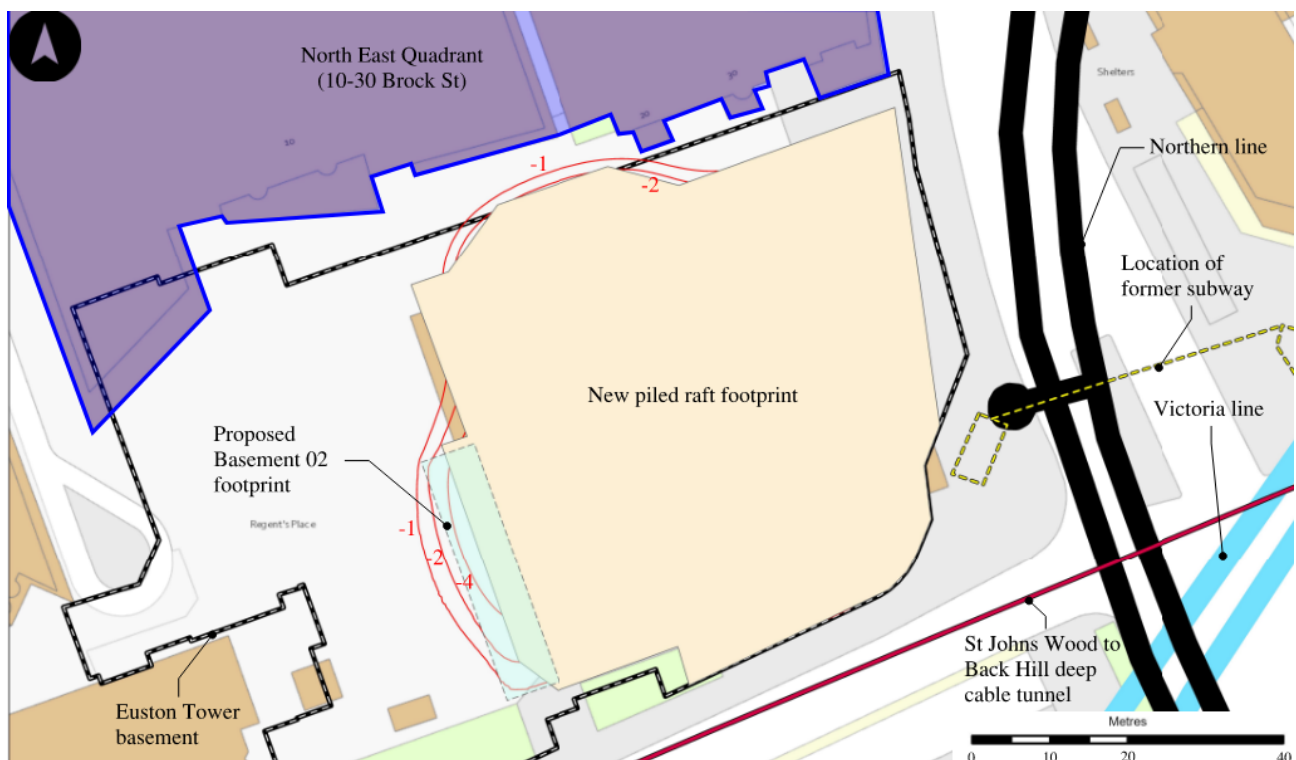 North East Quadrant
(10-30 Brock St)
Shelters
30
20
10
Northern line
-1
-2
Location of
former subway
New piled raft footprint
Victoria line
Proposed
Basement 02
footprint
Regent's Place
-1
-2
-4
St Johns Wood to
Back Hill deep
cable tunnel
Euston Tower
basement
Metres
0 10 20 40